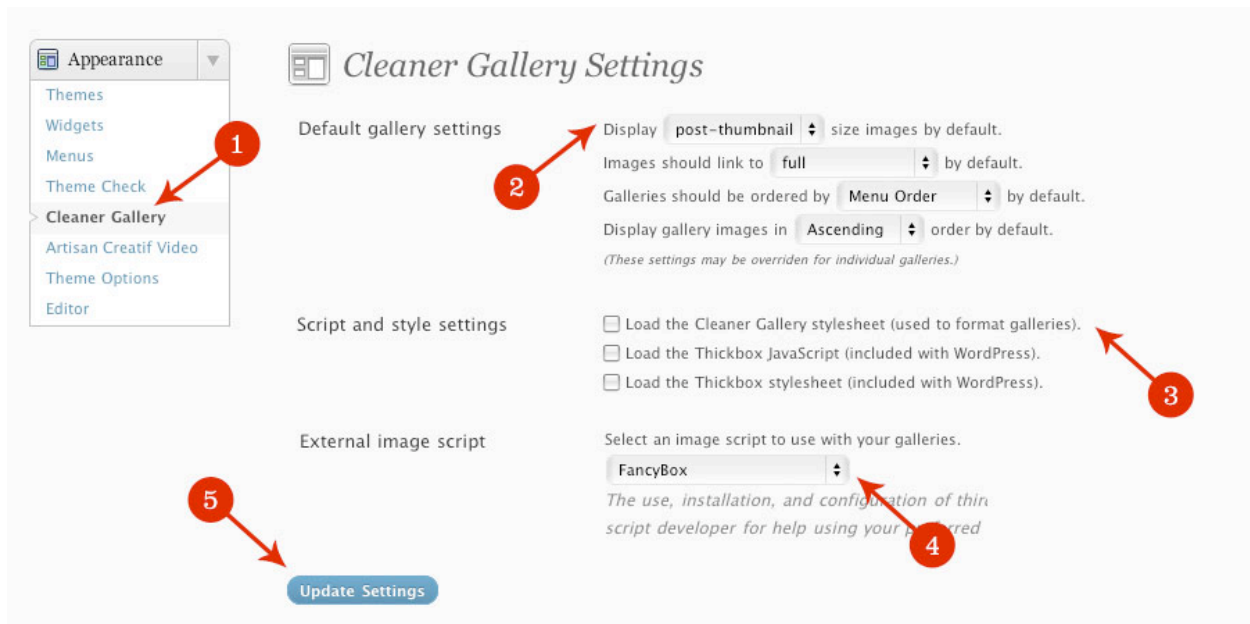 Appearance
Themes
Widgets
Menus
Theme Check
Cleaner Gallery
Artisan Creatif Video
Theme Options
Editor
1
Cleaner Gallery Settings
Default gallery settings
2
Display post-thumbnail size images by default.
Images should link to full by default.
Galleries should be ordered by Menu Order by default.
Display gallery images in Ascending order by default.
(These settings may be overriden for individual galleries.)
Script and style settings
Load the Cleaner Gallery stylesheet (used to format galleries).
Load the Thickbox JavaScript (included with WordPress).
Load the Thickbox stylesheet (included with WordPress).
3
External image script
Select an image script to use with your galleries.
FancyBox
The use, installation, and configuration of
script developer for help using your preferred
4
5
Update Settings